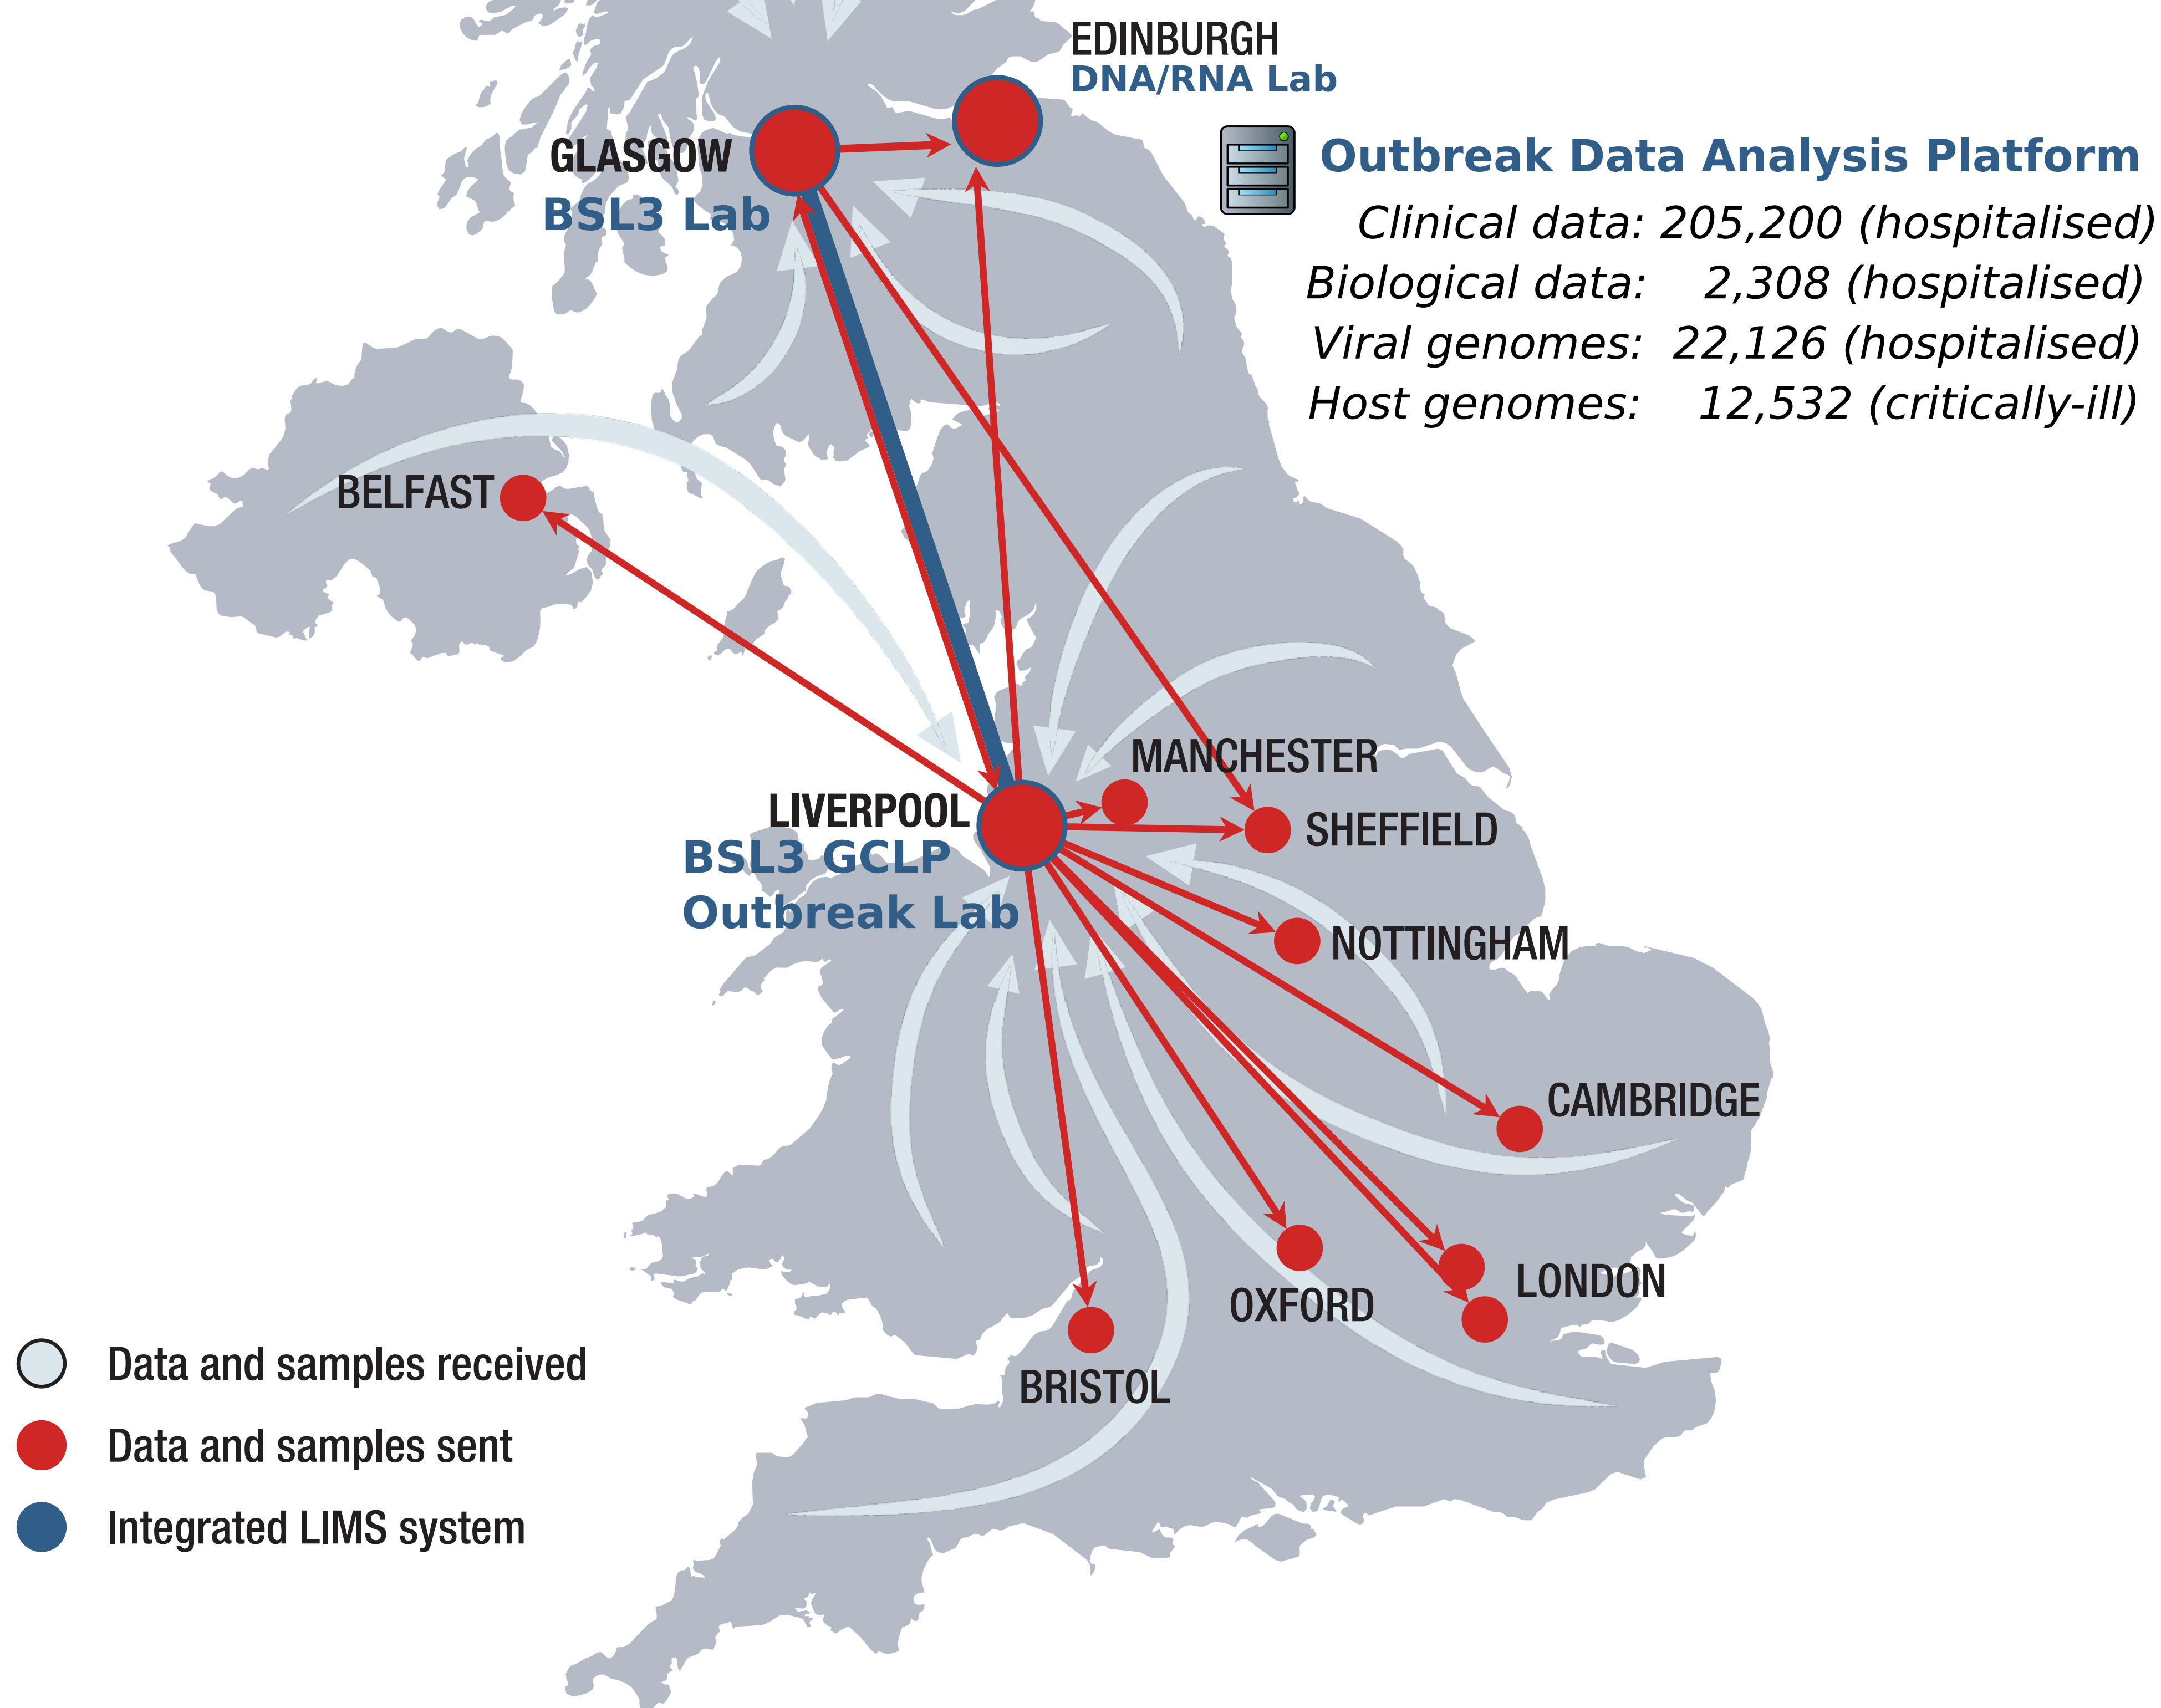 EDINBURGH
DNA/RNA Lab
GLASGOW
BSL3 Lab
Outbreak Data Analysis Platform
Clinical data: 205,200 (hospitalised)
Biological data: 2,308 (hospitalised)
Viral genomes: 22,126 (hospitalised)
Host genomes: 12,532 (critically-ill)
BELFAST
MANCHESTER
LIVERPOOL
BSL3 GCLP
Outbreak Lab
SHEFFIELD
NOTTINGHAM
CAMBRIDGE
LONDON
OXFORD
BRISTOL
Data and samples received
Data and samples sent
Integrated LIMS system